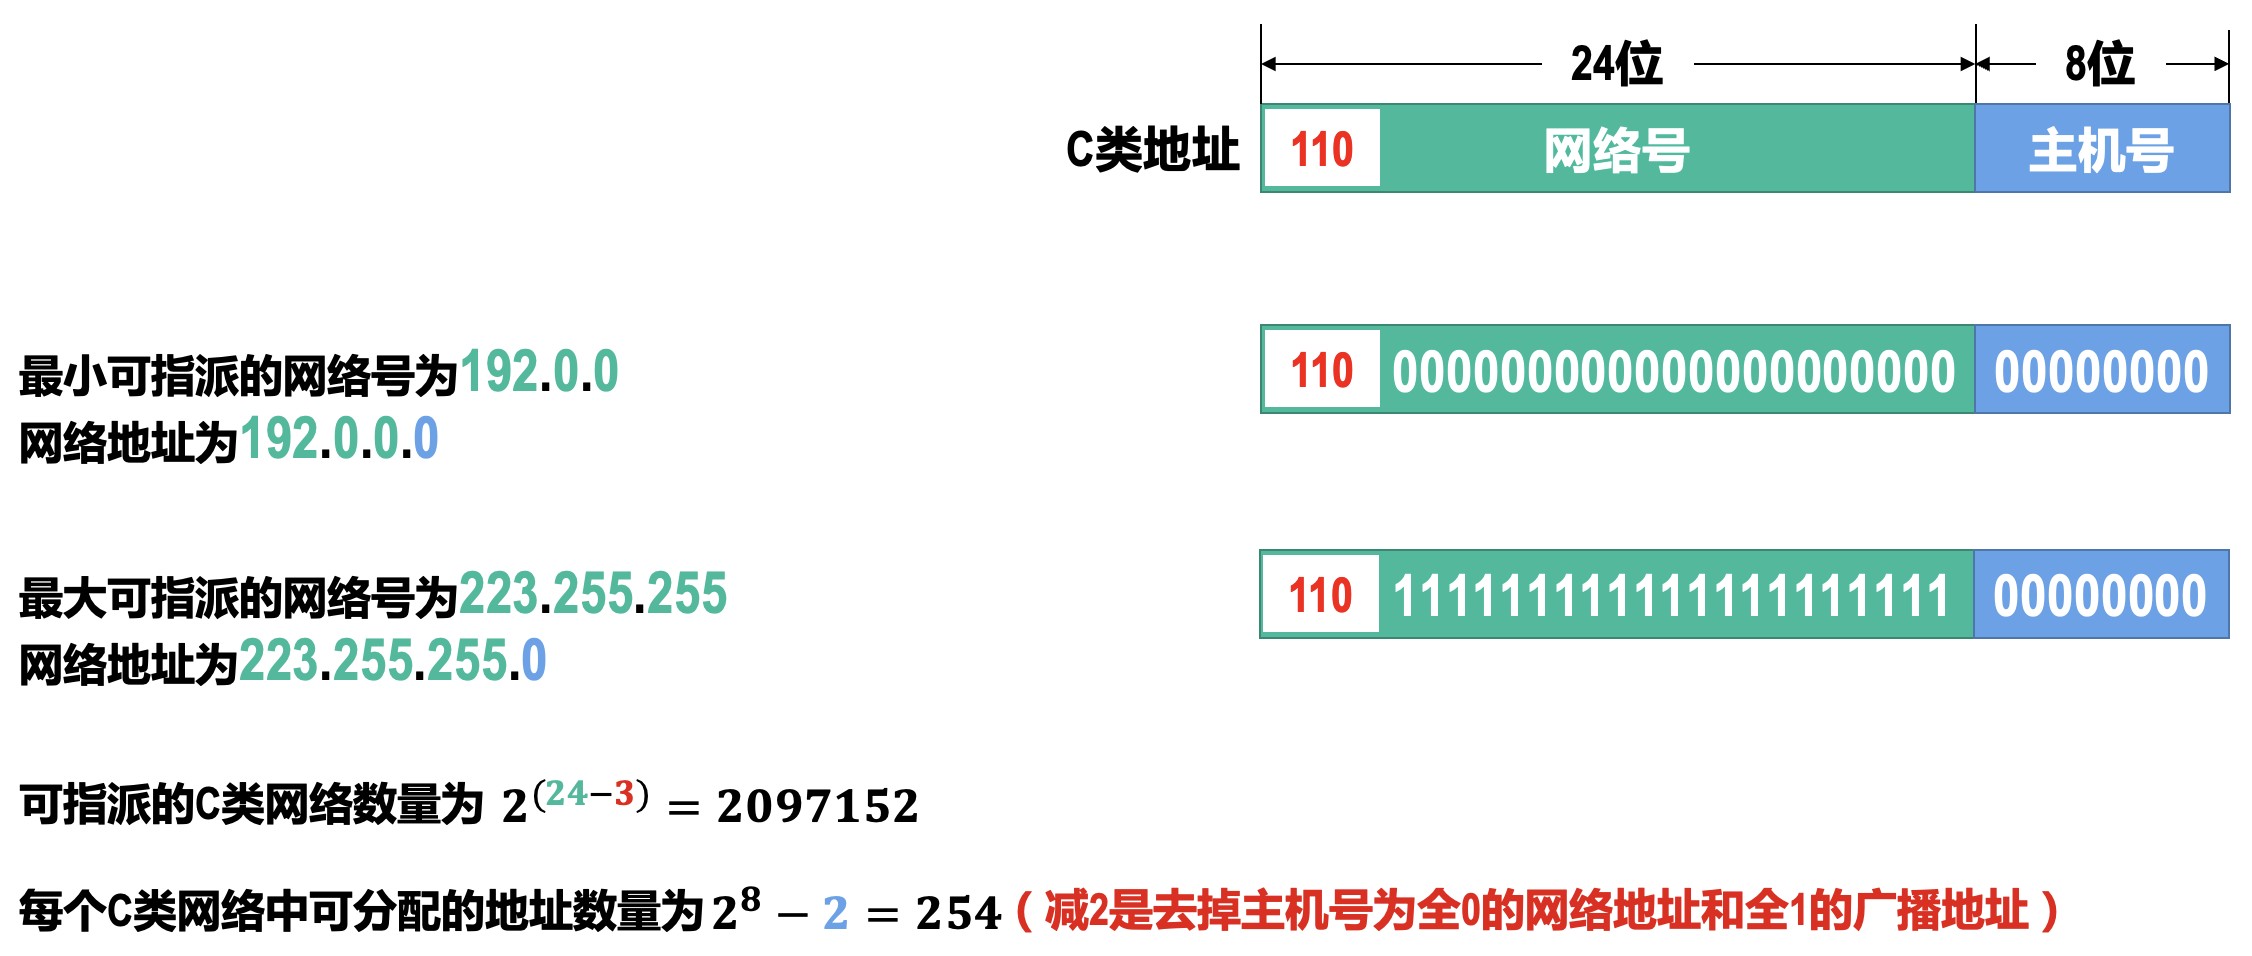 24位 8位
C类地址 110 网络号 主机号
最小可指派的网络号为192.0.0 110 000000000000000000000 00000000
网络地址为192.0.0.0
最大可指派的网络号为223.255.255 110 111111111111111111111 00000000
网络地址为223.255.255.0
可指派的C类网络数量为 2^(24−3) = 2097152
每个C类网络中可分配的地址数量为 2^8 − 2 = 254（减2是去掉主机号为全0的网络地址和全1的广播地址）